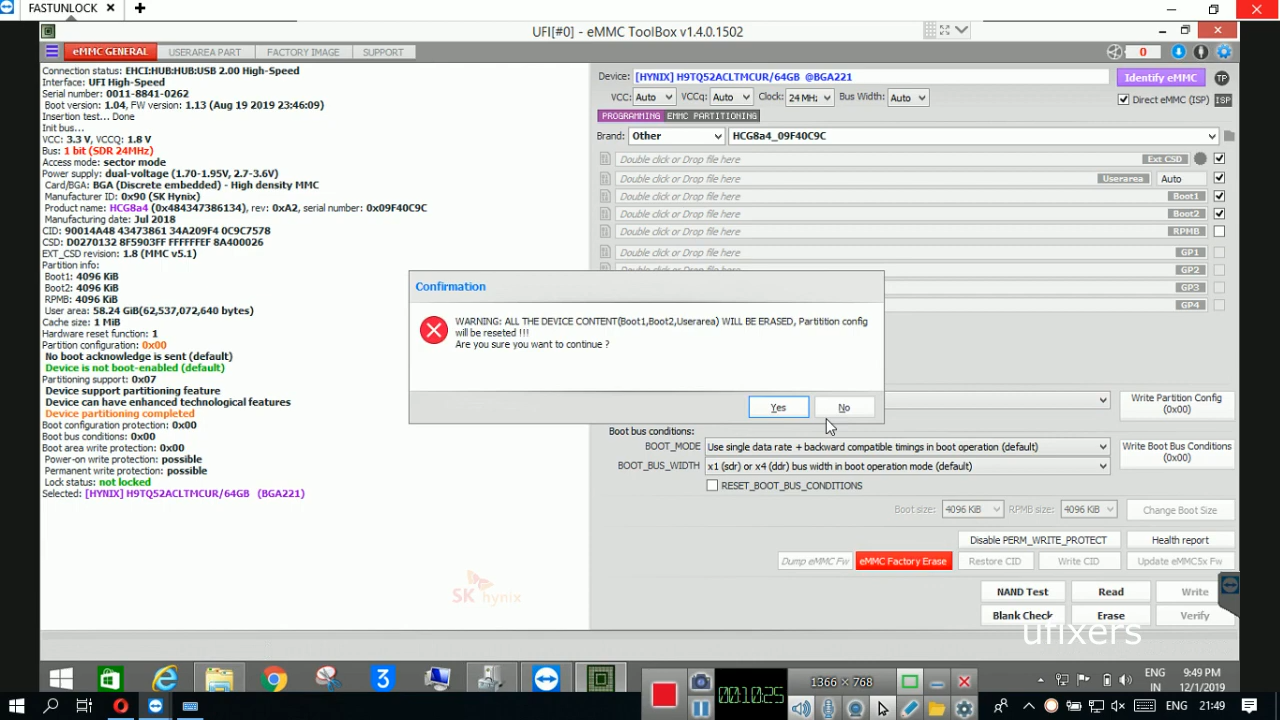 FASTUNLOCK
UFI[#0] - eMMC ToolBox v1.4.0.1502
eMMC GENERAL
USERAREA PART
FACTORY IMAGE
SUPPORT
0
Connection status: EHCI:HUB:HUB:USB 2.00 High-Speed
Interface: UFI High-Speed
Serial number: 0011-8841-0262
Boot version: 1.04, FW version: 1.13 (Aug 19 2019 23:46:09)
Insertion test... Done
Init bus...
VCC: 3.3 V, VCCQ: 1.8 V
Bus: 1 bit (SDR 24MHz)
Access mode: sector mode
Power supply: dual-voltage (1.70-1.95V, 2.7-3.6V)
Card/BGA: BGA (Discrete embedded) - High density MMC
Manufacturer ID: 0x90 (SK Hynix)
Product name: HCG8a4 (0x484347386134), rev: 0xA2, serial number: 0x09F40C9C
Manufacturing date: Jul 2018
CID: 90014A48 43473861 34A209F4 0C9C7578
CSD: D0270132 8F5903FF FFFFFFEF 8A400026
EXT_CSD revision: 1.8 (MMC v5.1)
Partition info:
Boot1: 4096 KiB
Boot2: 4096 KiB
RPMB: 4096 KiB
User area: 58.24 GiB(62,537,072,640 bytes)
Cache size: 1 MiB
Hardware reset function: 1
Partition configuration: 0x00
No boot acknowledge is sent (default)
Device is not boot-enabled (default)
Partitioning support: 0x07
Device support partitioning feature
Device can have enhanced technological features
Device partitioning completed
Boot configuration protection: 0x00
Boot bus conditions: 0x00
Boot area write protection: 0x00
Power-on write protection: possible
Permanent write protection: possible
Lock status: not locked
Selected: [HYNIX] H9TQ52ACLTMCUR/64GB (BGA221)
SK hynix
Device: [HYNIX] H9TQ52ACLTMCUR/64GB @BGA221
Identify eMMC
TP
VCC: Auto
VCCq: Auto
Clock: 24 MHz
Bus Width: Auto
Direct eMMC (ISP)
ISP
PROGRAMMING
EMMC PARTITIONING
Brand: Other
HCG8a4_09F40C9C
Double click or Drop file here
Ext CSD
Double click or Drop file here
Userarea
Auto
Double click or Drop file here
Boot1
Double click or Drop file here
Boot2
Double click or Drop file here
RPMB
Double click or Drop file here
GP1
GP2
GP3
GP4
Confirmation
WARNING: ALL THE DEVICE CONTENT(Boot1,Boot2,Userarea) WILL BE ERASED, Partitition config
will be reseted !!!
Are you sure you want to continue ?
Yes
No
Write Partition Config
(0x00)
Boot bus conditions:
BOOT_MODE
Use single data rate + backward compatible timings in boot operation (default)
BOOT_BUS_WIDTH
x1 (sdr) or x4 (ddr) bus width in boot operation mode (default)
Write Boot Bus Conditions
(0x00)
RESET_BOOT_BUS_CONDITIONS
Boot size: 4096 KiB
RPMB size: 4096 KiB
Change Boot Size
Disable PERM_WRITE_PROTECT
Health report
Dump eMMC Fw
eMMC Factory Erase
Restore CID
Write CID
Update eMMC5x Fw
NAND Test
Read
Write
Blank Check
Erase
Verify
ufixers
3
00:10:25
1366 × 768
ENG
IN
9:49 PM
12/1/2019
ENG
21:49